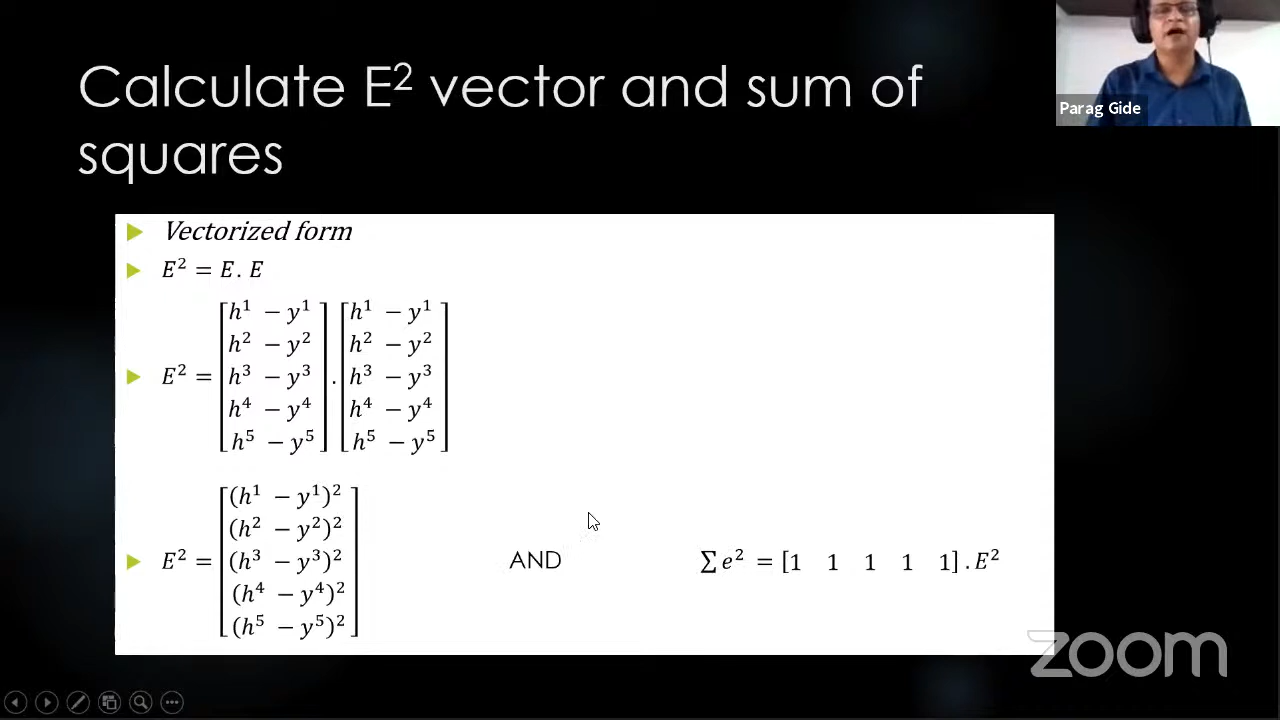 Calculate E² vector and sum of
squares
Parag Gide
Vectorized form
E² = E. E
E² = [h¹ − y¹ h² − y² h³ − y³ h⁴ − y⁴ h⁵ − y⁵] . [h¹ − y¹ h² − y² h³ − y³ h⁴ − y⁴ h⁵ − y⁵]
E² = [(h¹ − y¹)² (h² − y²)² (h³ − y³)² (h⁴ − y⁴)² (h⁵ − y⁵)²]
AND
∑ e² = [1 1 1 1 1] . E²
zoom